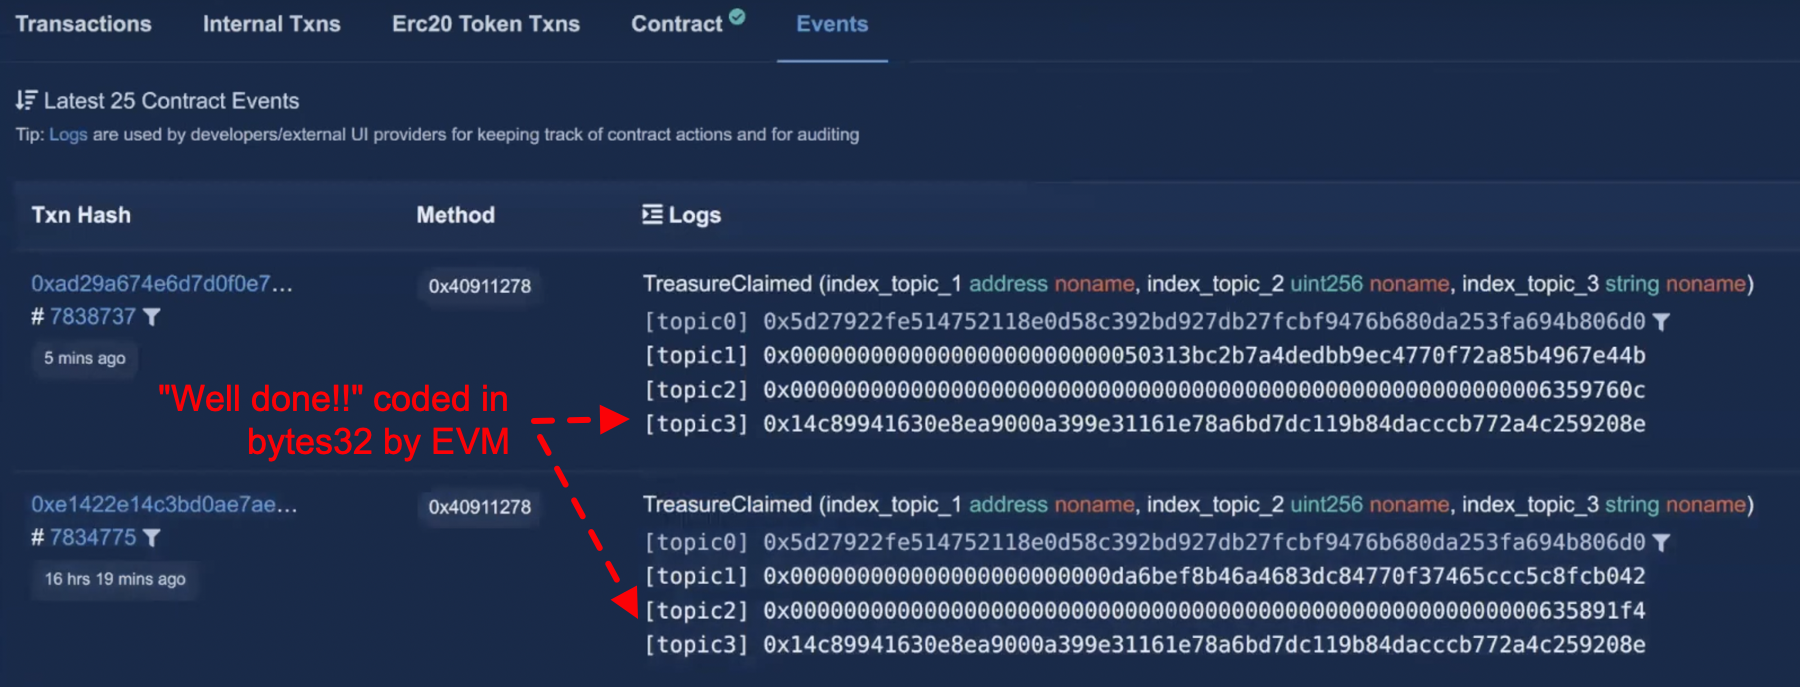 Transactions Internal Txns Erc20 Token Txns Contract Events
Latest 25 Contract Events
Tip: Logs are used by developers/external UI providers for keeping track of contract actions and for auditing
Txn Hash Method Logs
0xad29a674e6d7d0f0e7... 0x40911278 TreasureClaimed (index_topic_1 address noname, index_topic_2 uint256 noname, index_topic_3 string noname)
# 7838737 [topic0] 0x5d27922fe514752118e0d58c392bd927db27fcbf9476b680da253fa694b806d0
5 mins ago [topic1] 0x00000000000000000000000050313bc2b7a4dedbb9ec4770f72a85b4967e44b
[topic2] 0x000000000000000000000000000000000000000000000000000000006359760c
[topic3] 0x14c89941630e8ea9000a399e31161e78a6bd7dc119b84dacccb772a4c259208e
"Well done!!" coded in
bytes32 by EVM
0xe1422e14c3bd0ae7ae... 0x40911278 TreasureClaimed (index_topic_1 address noname, index_topic_2 uint256 noname, index_topic_3 string noname)
# 7834775 [topic0] 0x5d27922fe514752118e0d58c392bd927db27fcbf9476b680da253fa694b806d0
16 hrs 19 mins ago [topic1] 0x000000000000000000000000da6bef8b46a4683dc84770f37465ccc5c8fcb042
[topic2] 0x00000000000000000000000000000000000000000000000000000000635891f4
[topic3] 0x14c89941630e8ea9000a399e31161e78a6bd7dc119b84dacccb772a4c259208e